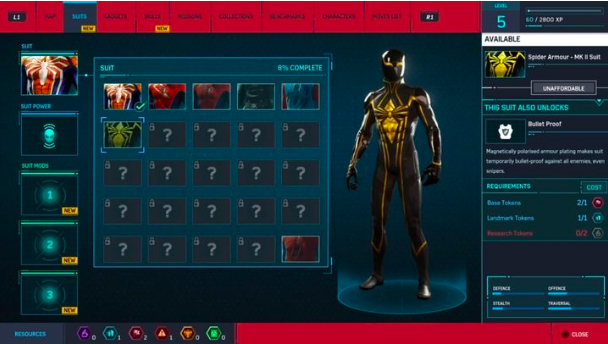 L1
MAP
SUITS
GADGETS
SKILLS
MISSIONS
COLLECTIONS
BENCHMARKS
CHARACTERS
MOVES LIST
R1
NEW
NEW
LEVEL
5
60 / 2800 XP
AVAILABLE
Spider Armour - MK II Suit
UNAFFORDABLE
THIS SUIT ALSO UNLOCKS
Bullet Proof
Magnetically polarised armour plating makes suit
temporarily bullet-proof against all enemies, even
snipers.
REQUIREMENTS
COST
Base Tokens 2/1
Landmark Tokens 1/1
Research Tokens 0/2
DEFENCE
OFFENCE
STEALTH
TRAVERSAL
SUIT
SUIT POWER
SUIT MODS
1
NEW
2
NEW
3
NEW
SUIT
8% COMPLETE
? ? ? ?
? ? ? ? ?
? ? ? ? ?
? ? ? ?
RESOURCES
0
1
2
1
0
0
CLOSE